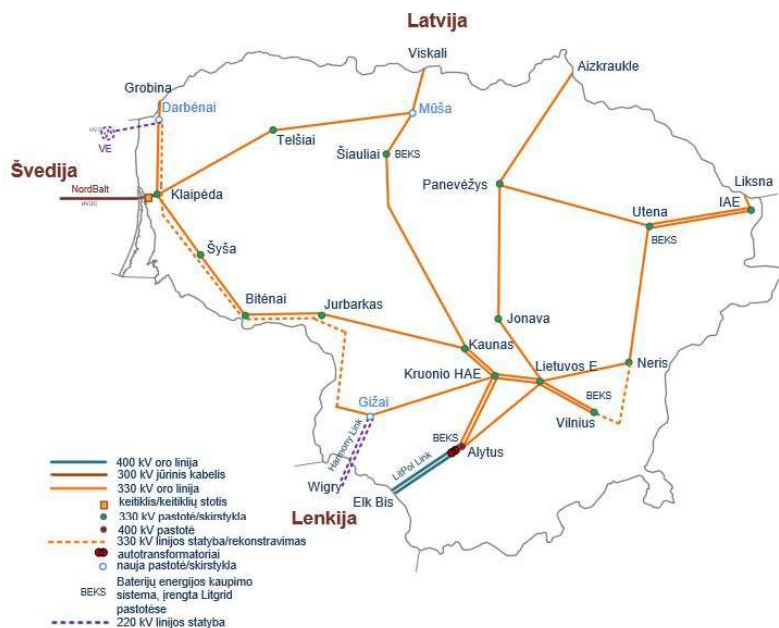 Latvija
Viskali
Aizkraukle
Grobina
Darbėnai
Mūša
VE
Telšiai
Šiauliai
BEKS
Švedija
NordBalt
HVDC
Klaipėda
Panevėžys
Liksna
IAE
Utena
BEKS
Šyša
Bitėnai
Jurbarkas
Jonava
Kaunas
Lietuvos E
Neris
Kruonio HAE
BEKS
Vilnius
Gižai
Harmony Link
BEKS
Alytus
LitPol Link
Wigry
Elk Bis
Lenkija
400 kV oro linija
300 kV jūrinis kabelis
330 kV oro linija
keitiklis/keitiklių stotis
330 kV pastotė/skirstykla
400 kV pastotė
330 kV linijos statyba/rekonstravimas
autotransformatoriai
nauja pastotė/skirstykla
BEKS
Baterijų energijos kaupimo
sistema, įrengta Litgrid
pastotėse
220 kV linijos statyba